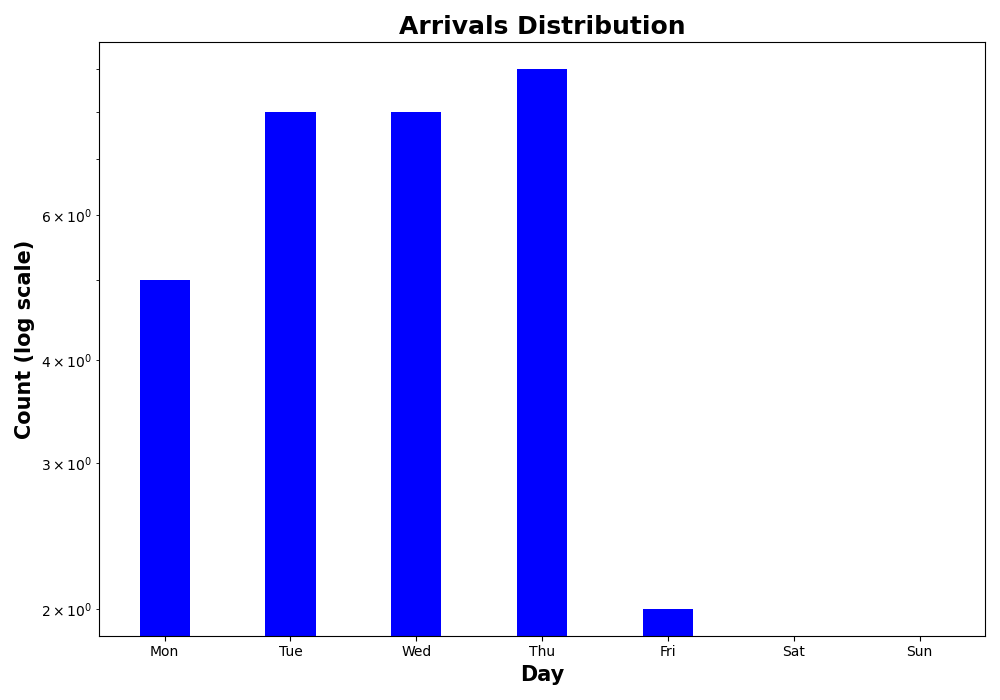 Arrivals Distribution
Count (log scale)
6 × 10⁰
4 × 10⁰
3 × 10⁰
2 × 10⁰
Mon Tue Wed Thu Fri Sat Sun
Day